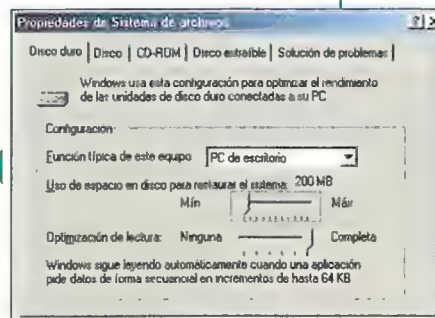 Propiedades de Sistema de archivos
Disco duro | Disco | CD-ROM | Disco extraíble | Solución de problemas
Windows usa esta configuración para optimizar el rendimiento
de las unidades de disco duro conectadas a su PC
Configuración
Función típica de este equipo PC de escritorio
Uso de espacio en disco para restaurar el sistema: 200 MB
Mín Máx
Optimización de lectura: Ninguna Completa
Windows sigue leyendo automáticamente cuando una aplicación
pide datos de forma secuencial en incrementos de hasta 64 KB